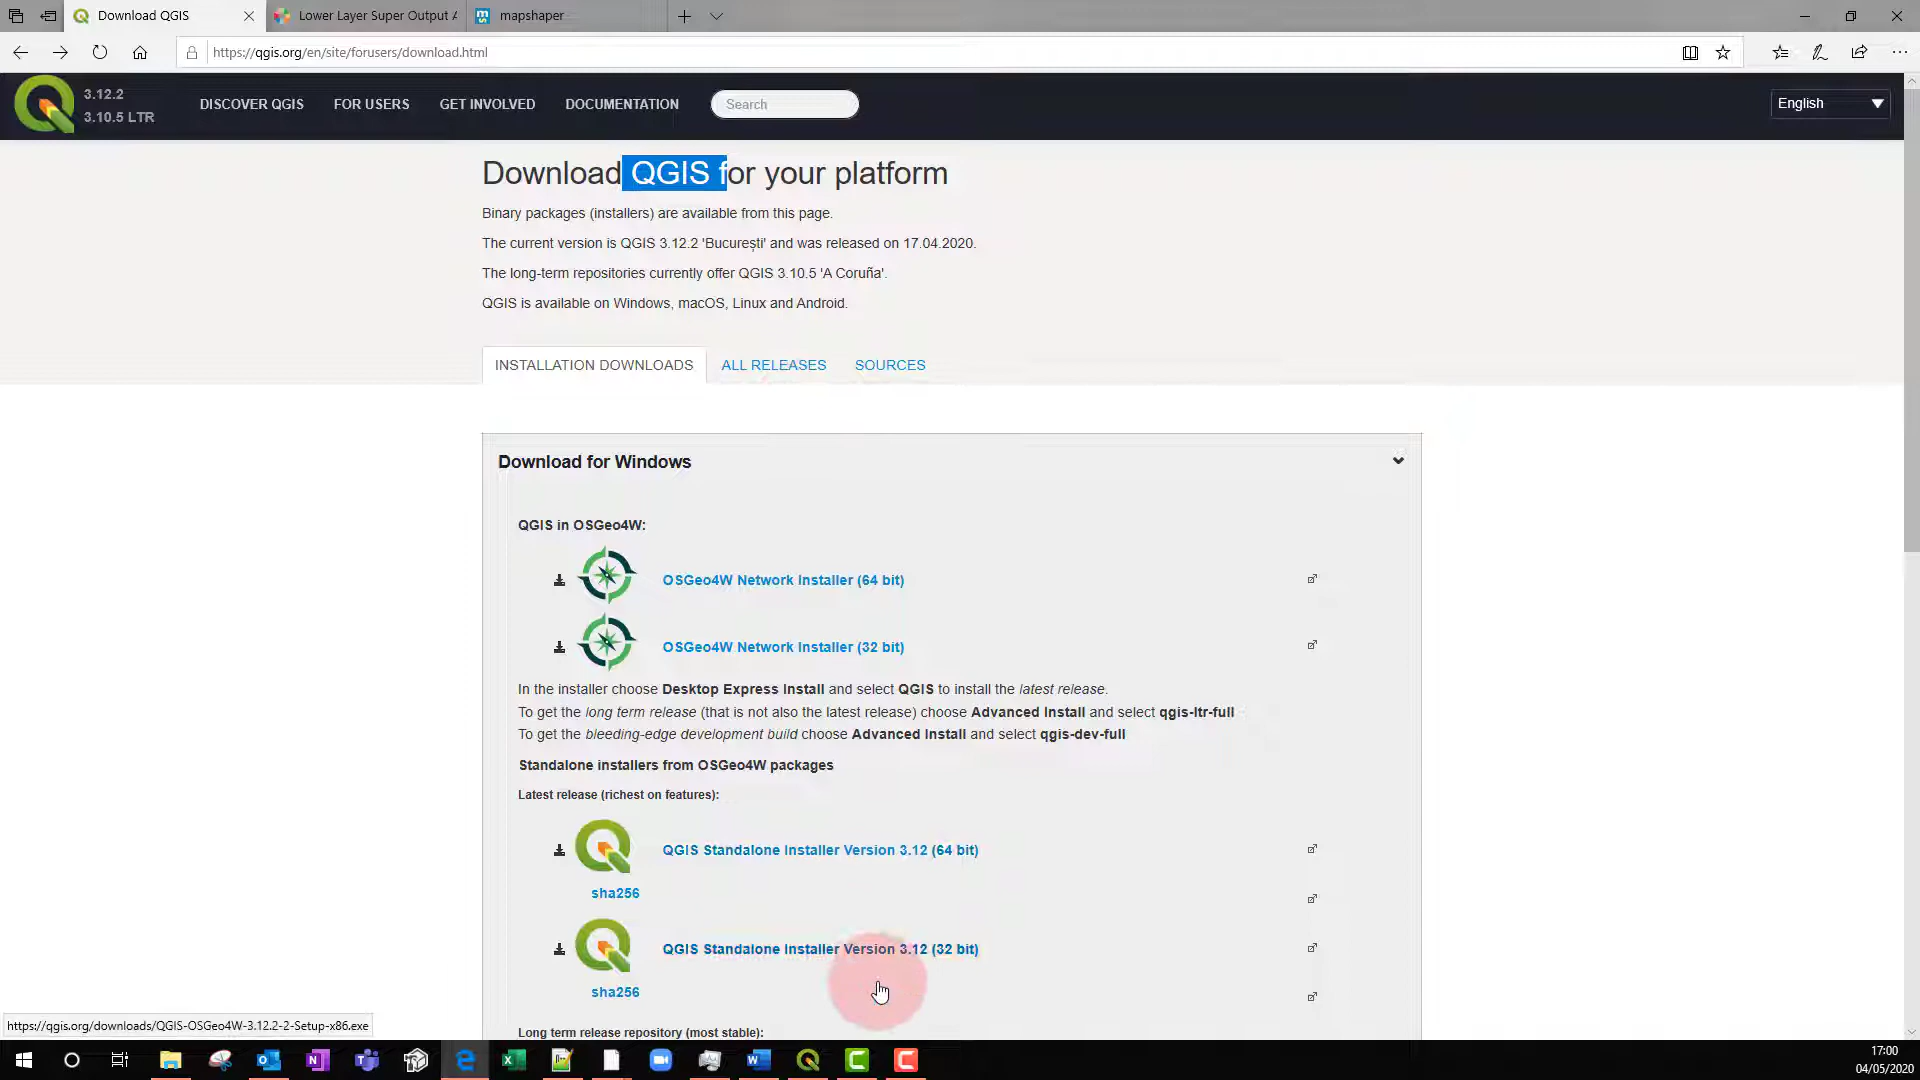 Download QGIS
Lower Layer Super Output A
mapshaper
https://qgis.org/en/site/forusers/download.html
3.12.2
3.10.5 LTR
DISCOVER QGIS
FOR USERS
GET INVOLVED
DOCUMENTATION
Search
English
Download QGIS for your platform
Binary packages (installers) are available from this page.
The current version is QGIS 3.12.2 'București' and was released on 17.04.2020.
The long-term repositories currently offer QGIS 3.10.5 'A Coruña'.
QGIS is available on Windows, macOS, Linux and Android.
INSTALLATION DOWNLOADS
ALL RELEASES
SOURCES
Download for Windows
QGIS in OSGeo4W:
OSGeo4W Network Installer (64 bit)
OSGeo4W Network Installer (32 bit)
In the installer choose Desktop Express Install and select QGIS to install the latest release.
To get the long term release (that is not also the latest release) choose Advanced Install and select qgis-ltr-full
To get the bleeding-edge development build choose Advanced Install and select qgis-dev-full
Standalone installers from OSGeo4W packages
Latest release (richest on features):
QGIS Standalone Installer Version 3.12 (64 bit)
sha256
QGIS Standalone Installer Version 3.12 (32 bit)
sha256
https://qgis.org/downloads/QGIS-OSGeo4W-3.12.2-2-Setup-x86.exe
Long term release repository (most stable):
17:00
04/05/2020